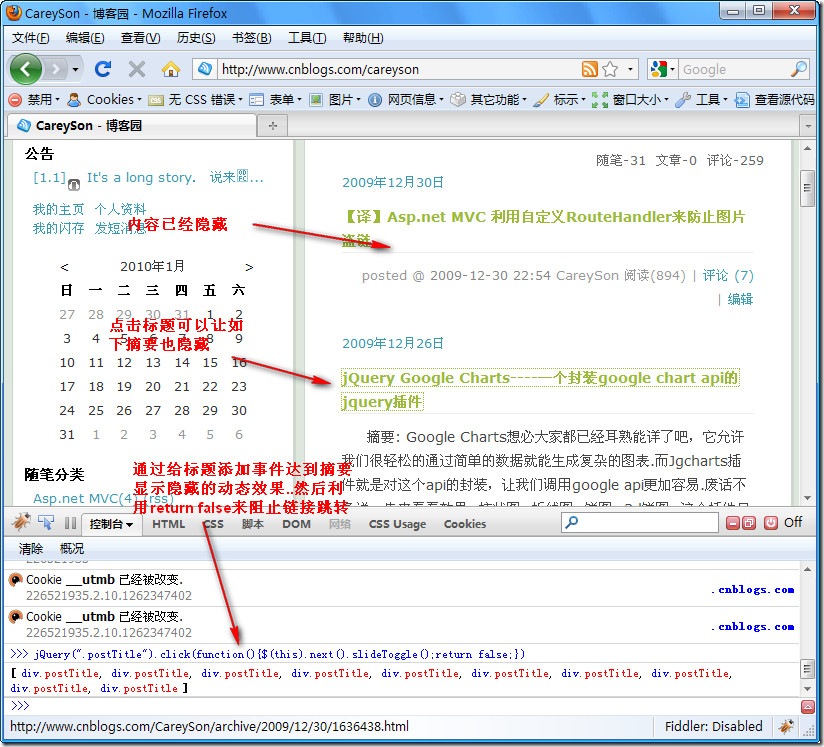 CareySon - 博客园 - Mozilla Firefox
文件(F) 编辑(E) 查看(V) 历史(S) 书签(B) 工具(T) 帮助(H)
http://www.cnblogs.com/careyson Google
禁用 Cookies 无 CSS 错误 表单 图片 网页信息 其它功能 标示 窗口大小 工具 查看源代码
CareySon - 博客园
公告
[1.1] It's a long story. 说来...
我的主页 个人资料
我的闪存 发短消息
内容已经隐藏
< 2010年1月 >
日 一 二 三 四 五 六
27 28 29 30 31 1 2
3 4 5 6 7 8 9
10 11 12 13 14 15 16
17 18 19 20 21 22 23
24 25 26 27 28 29 30
31 1 2 3 4 5 6
点击标题可以让如
下摘要也隐藏
随笔分类
Asp.net MVC(4) (rss)
随笔-31 文章-0 评论-259
2009年12月30日
【译】Asp.net MVC 利用自定义RouteHandler来防止图片
盗链
posted @ 2009-12-30 22:54 CareySon 阅读(894) | 评论 (7)
| 编辑
2009年12月26日
jQuery Google Charts------一个封装google chart api的
jquery插件
摘要: Google Charts想必大家都已经耳熟能详了吧，它允许
我们很轻松的通过简单的数据就能生成复杂的图表.而Jgcharts插
件就是对这个api的封装，让我们调用google api更加容易.废话不
通过给标题添加事件达到摘要
显示隐藏的动态效果..然后利
用return false来阻止链接跳转
控制台 HTML CSS 脚本 DOM 网络 CSS Usage Cookies Off
清除 概况
Cookie __utmb 已经被改变.
226521935.2.10.1262347402 .cnblogs.com
Cookie __utmb 已经被改变.
226521935.2.10.1262347402 .cnblogs.com
>>> jQuery(".postTitle").click(function(){$(this).next().slideToggle();return false;})
[ div.postTitle, div.postTitle, div.postTitle, div.postTitle, div.postTitle, div.postTitle, div.postTitle, div.postTitle,
div.postTitle, div.postTitle ]
>>>
http://www.cnblogs.com/CareySon/archive/2009/12/30/1636438.html Fiddler: Disabled